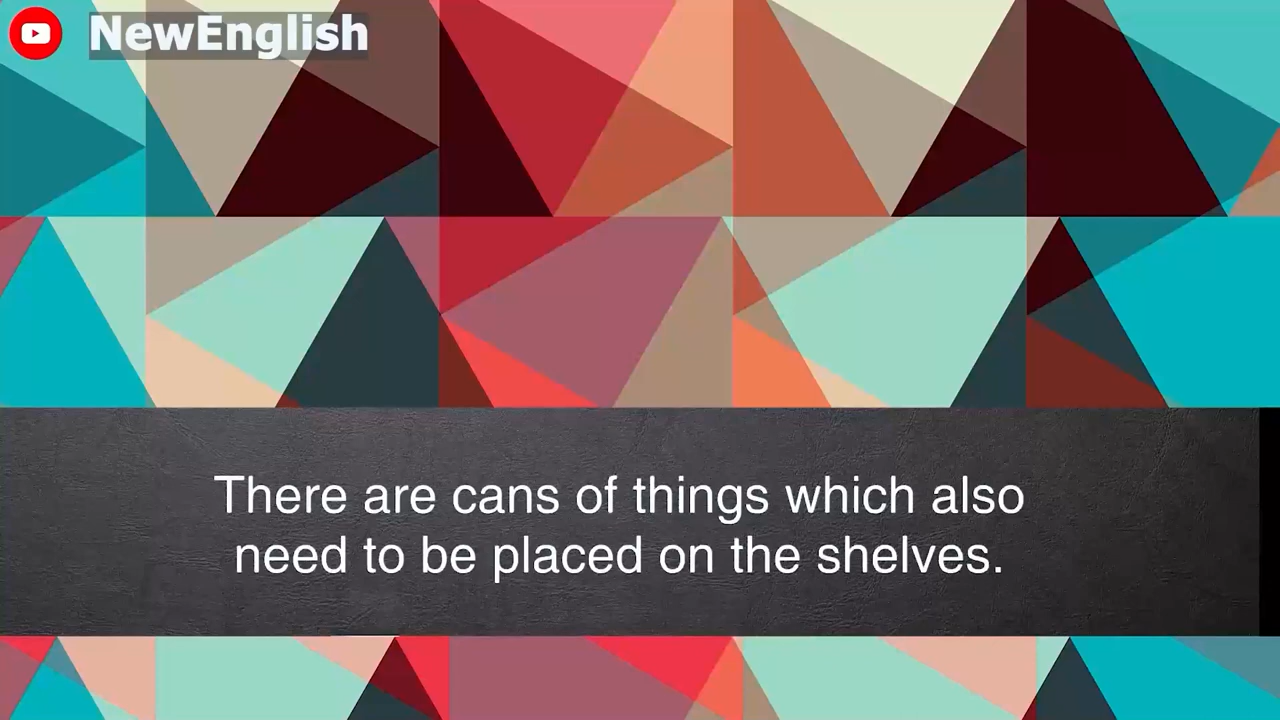 NewEnglish
There are cans of things which also
need to be placed on the shelves.